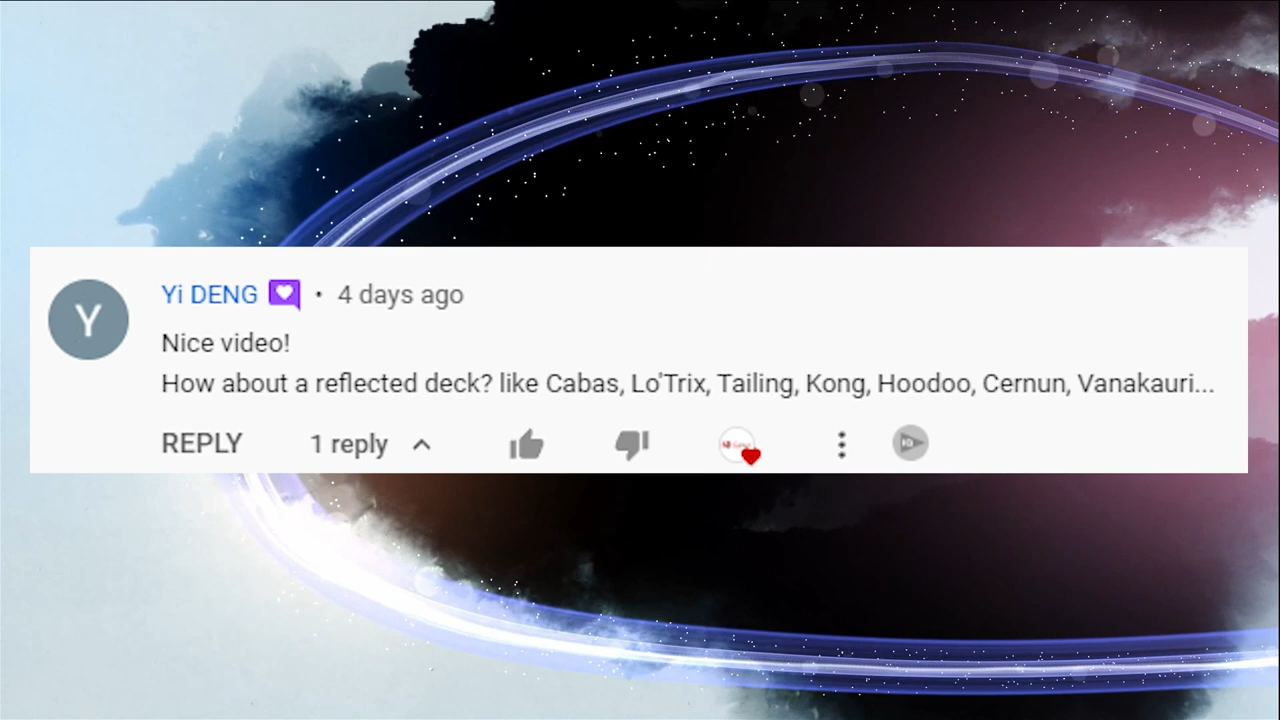 Y
Yi DENG • 4 days ago
Nice video!
How about a reflected deck? like Cabas, Lo'Trix, Tailing, Kong, Hoodoo, Cernun, Vanakauri...
REPLY 1 reply